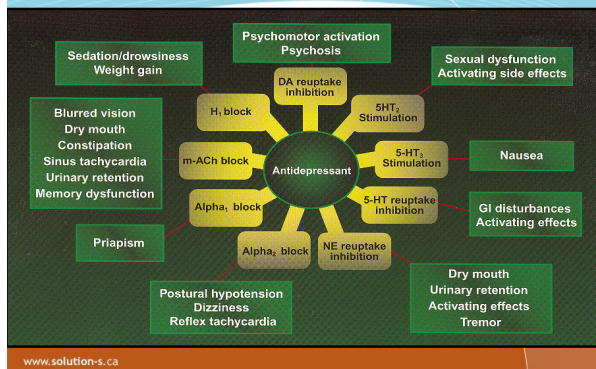 Psychomotor activation
Psychosis
Sedation/drowsiness
Weight gain
Sexual dysfunction
Activating side effects
DA reuptake
inhibition
H₁ block
5HT₂
Stimulation
Blurred vision
Dry mouth
Constipation
Sinus tachycardia
Urinary retention
Memory dysfunction
m-ACh block
Antidepressant
5-HT₃
Stimulation
Nausea
Alpha₁ block
5-HT reuptake
inhibition
GI disturbances
Activating effects
Priapism
Alpha₂ block
NE reuptake
inhibition
Postural hypotension
Dizziness
Reflex tachycardia
Dry mouth
Urinary retention
Activating effects
Tremor
www.solution-s.ca